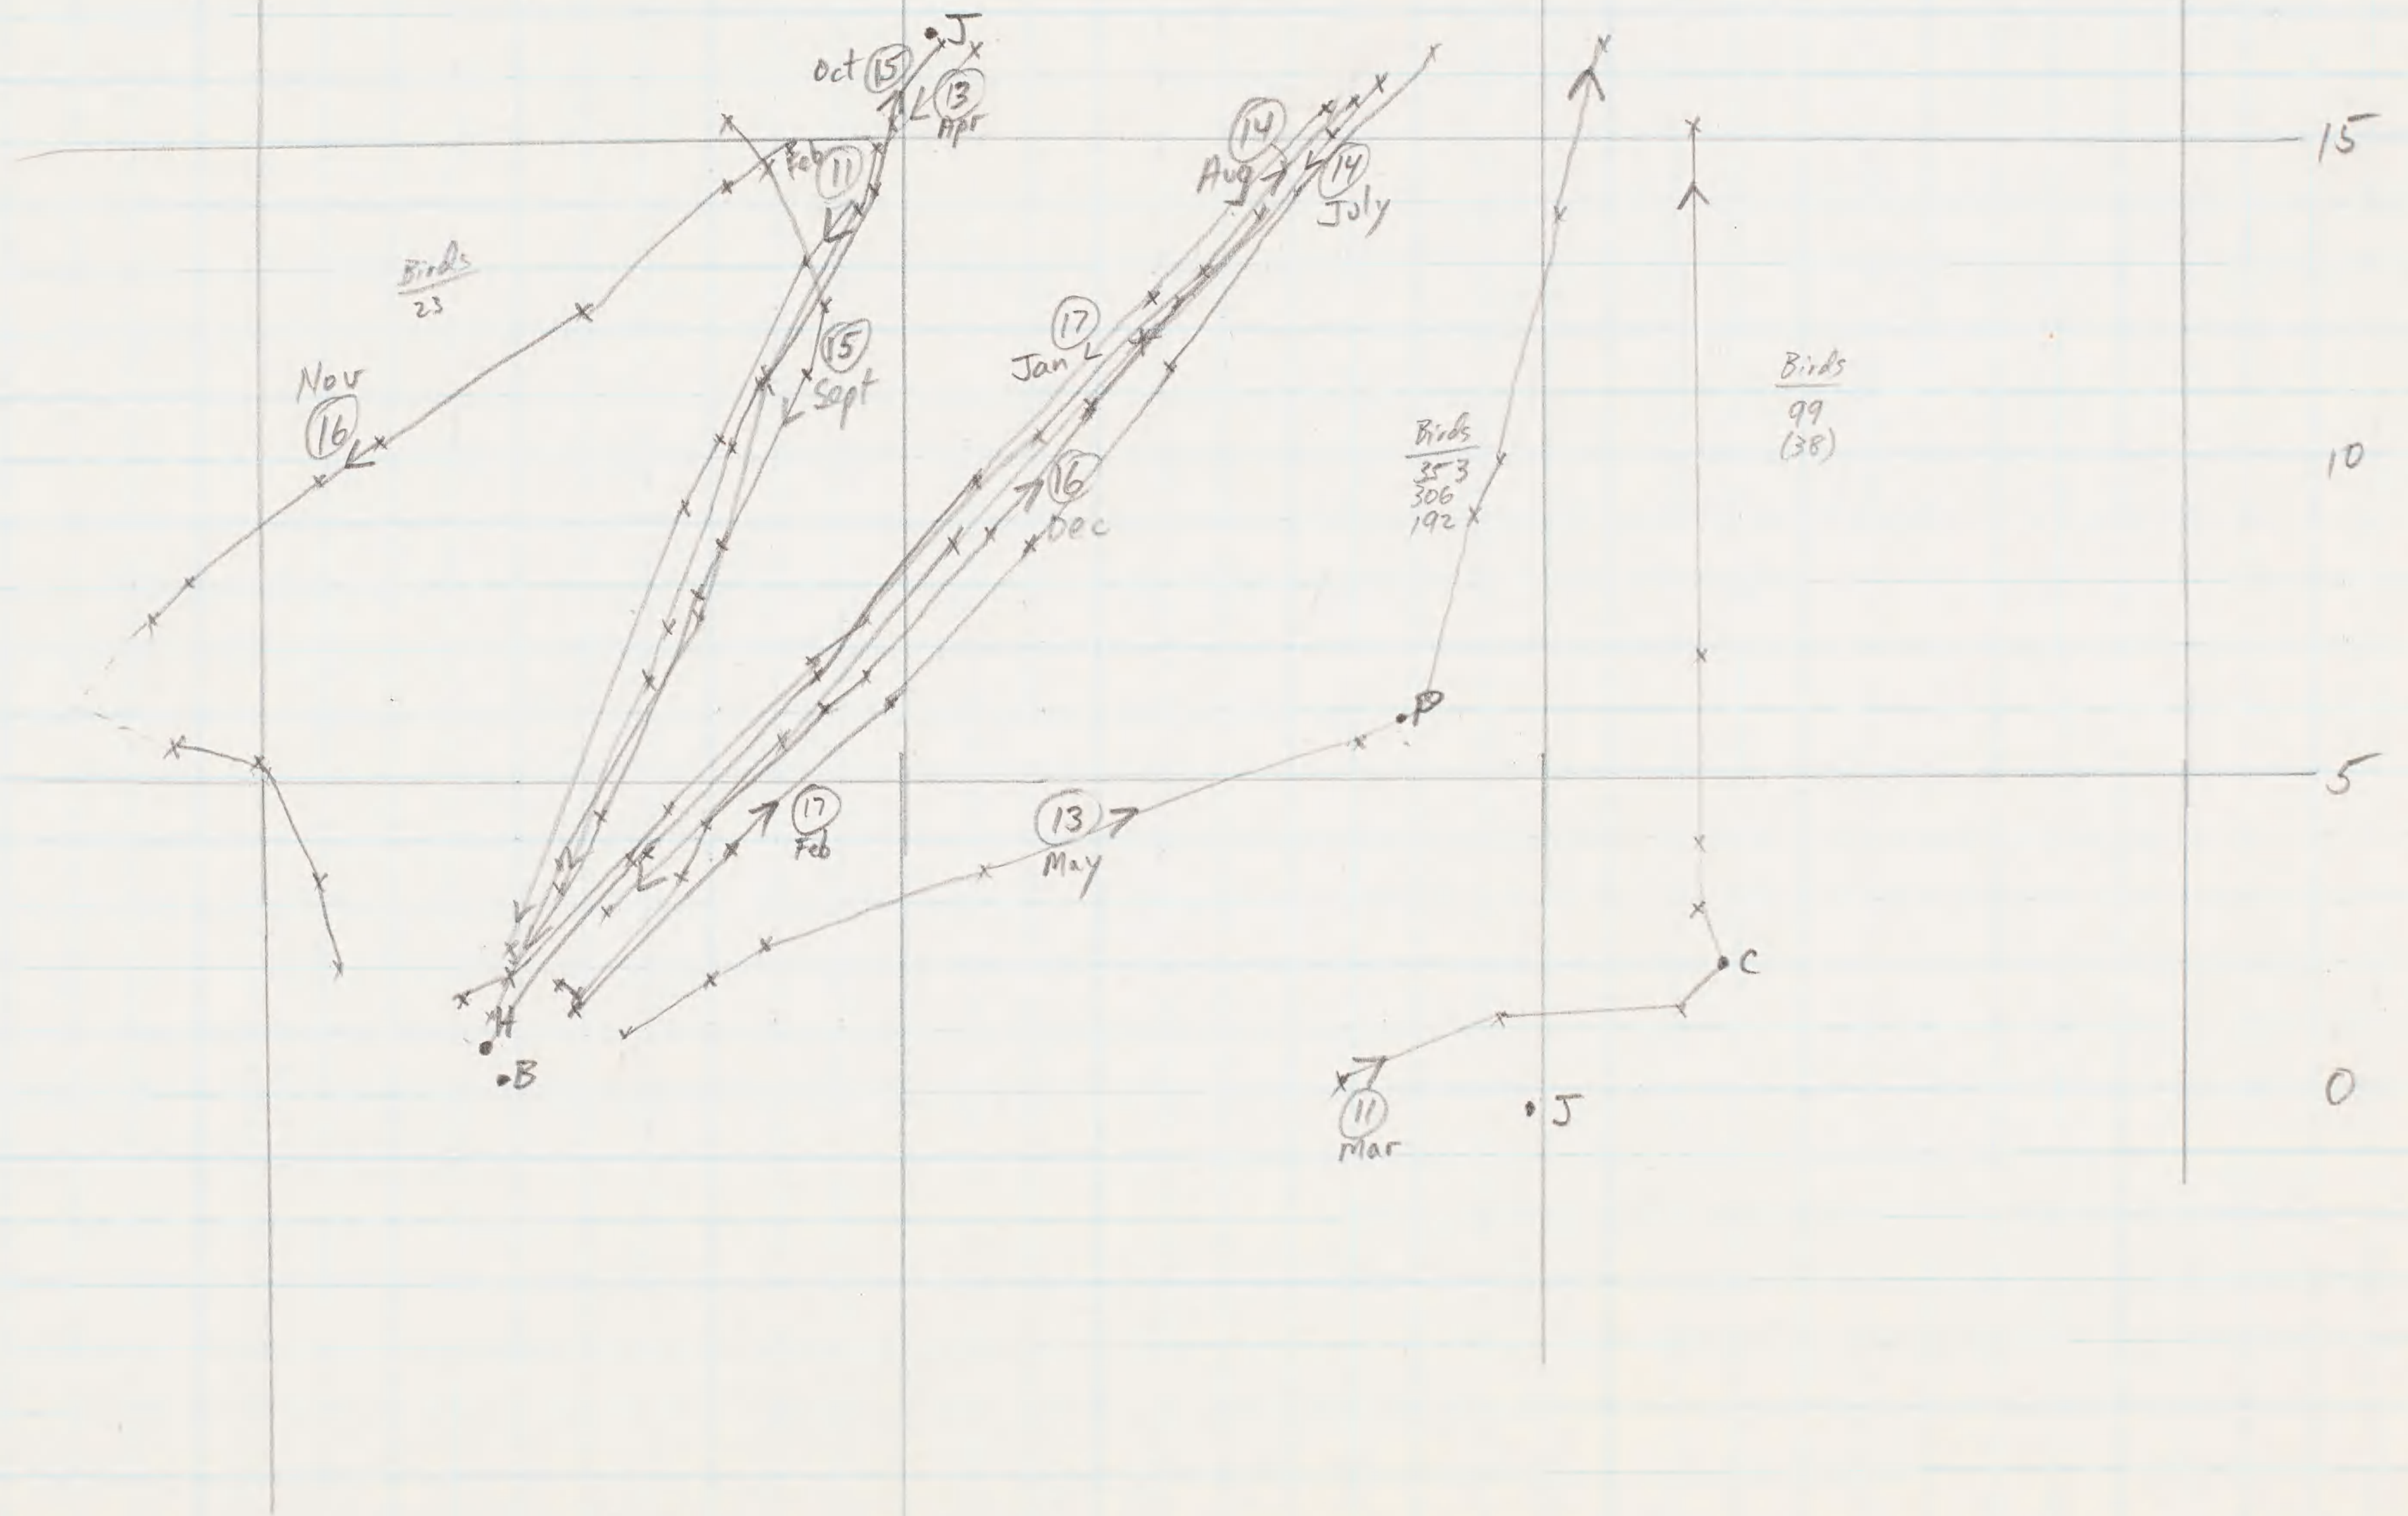 J
Oct 15
13
Apr
15
Feb 11
14
Aug
14
July
Birds
23
17
Jan
15
Sept
Nov
16
Birds
99
(38)
Birds
353
306
192
10
16
Dec
P
5
17
Feb
13
May
C
H
B
0
11
Mar
J